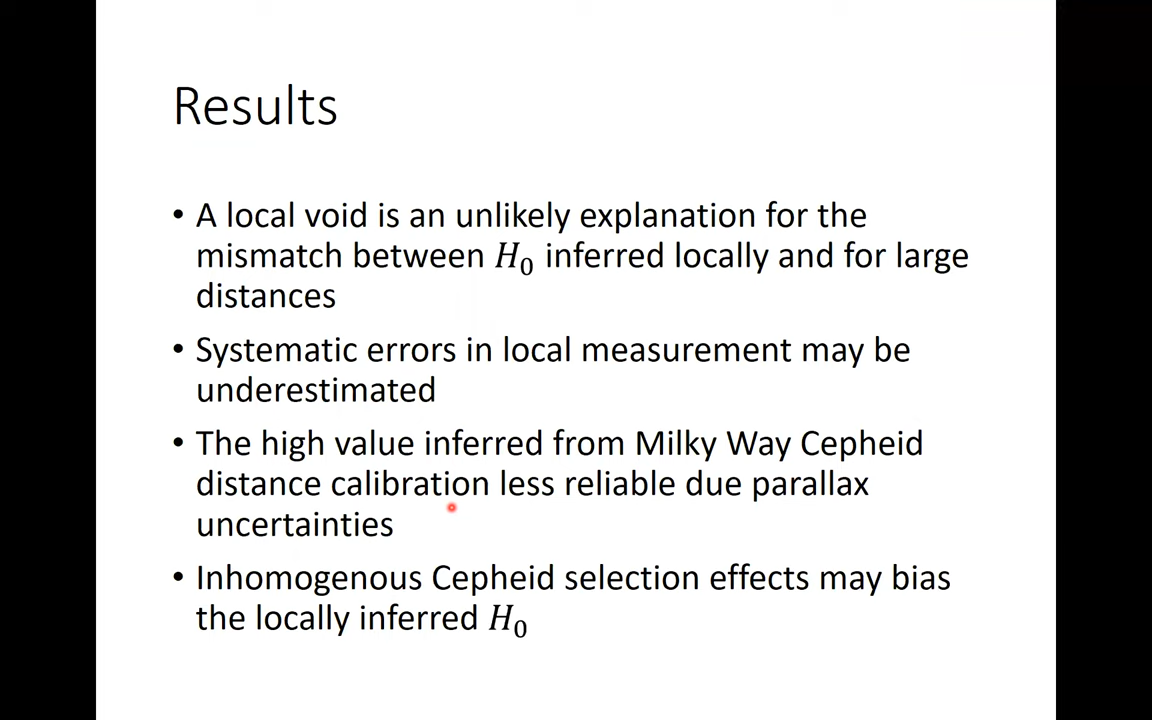 Results
• A local void is an unlikely explanation for the
mismatch between H₀ inferred locally and for large
distances
• Systematic errors in local measurement may be
underestimated
• The high value inferred from Milky Way Cepheid
distance calibration less reliable due parallax
uncertainties
• Inhomogenous Cepheid selection effects may bias
the locally inferred H₀